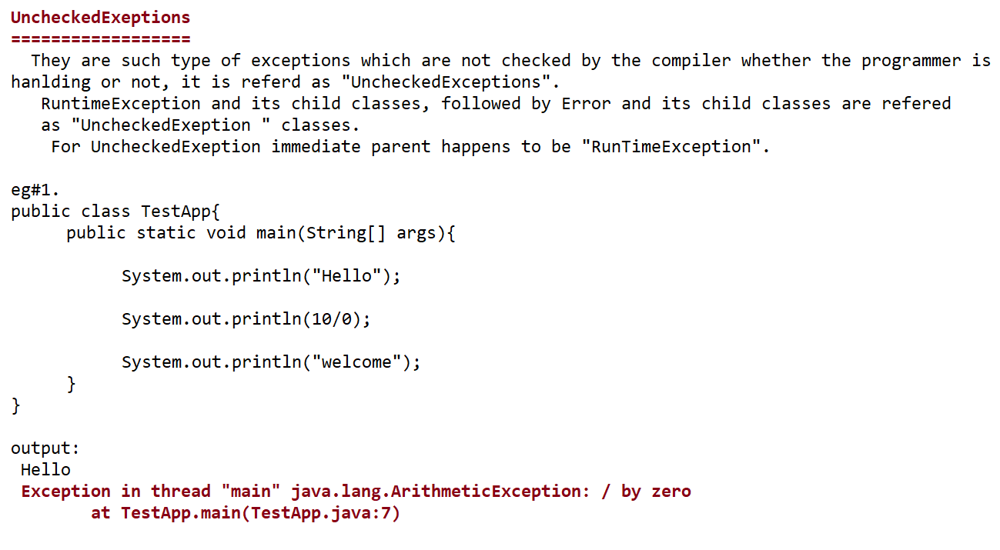 UncheckedExeptions
==================
They are such type of exceptions which are not checked by the compiler whether the programmer is
hanlding or not, it is referd as "UncheckedExceptions".
RuntimeException and its child classes, followed by Error and its child classes are refered
as "UncheckedExeption " classes.
For UncheckedExeption immediate parent happens to be "RunTimeException".
eg#1.
public class TestApp{
public static void main(String[] args){
System.out.println("Hello");
System.out.println(10/0);
System.out.println("welcome");
}
}
output:
Hello
Exception in thread "main" java.lang.ArithmeticException: / by zero
at TestApp.main(TestApp.java:7)